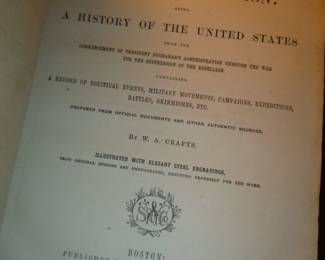 BEING
A HISTORY OF THE UNITED STATES
FROM THE
COMMENCEMENT OF PRESIDENT BUCHANAN'S ADMINISTRATION THROUGH THE WAR
FOR THE SUPPRESSION OF THE REBELLION.
CONTAINING
A RECORD OF POLITICAL EVENTS, MILITARY MOVEMENTS, CAMPAIGNS, EXPEDITIONS,
BATTLES, SKIRMISHES, ETC.
PREPARED FROM OFFICIAL DOCUMENTS AND OTHER AUTHENTIC SOURCES.
BY W. A. CRAFTS.
ILLUSTRATED WITH ELEGANT STEEL ENGRAVINGS,
FROM ORIGINAL DESIGNS AND PHOTOGRAPHS, EXECUTED EXPRESSLY FOR THE WORK.
BOSTON:
PUBLISHED